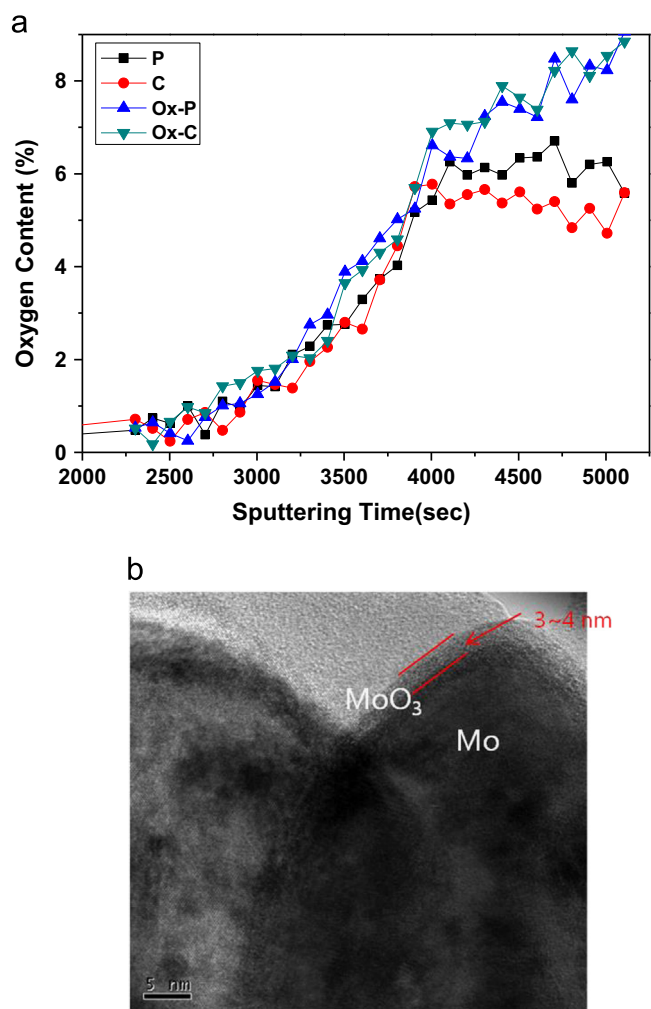 a
8
6
4
2
0
Oxygen Content (%)
P
C
Ox-P
Ox-C
2000 2500 3000 3500 4000 4500 5000
Sputtering Time(sec)
b
3~4 nm
MoO₃
Mo
5 nm